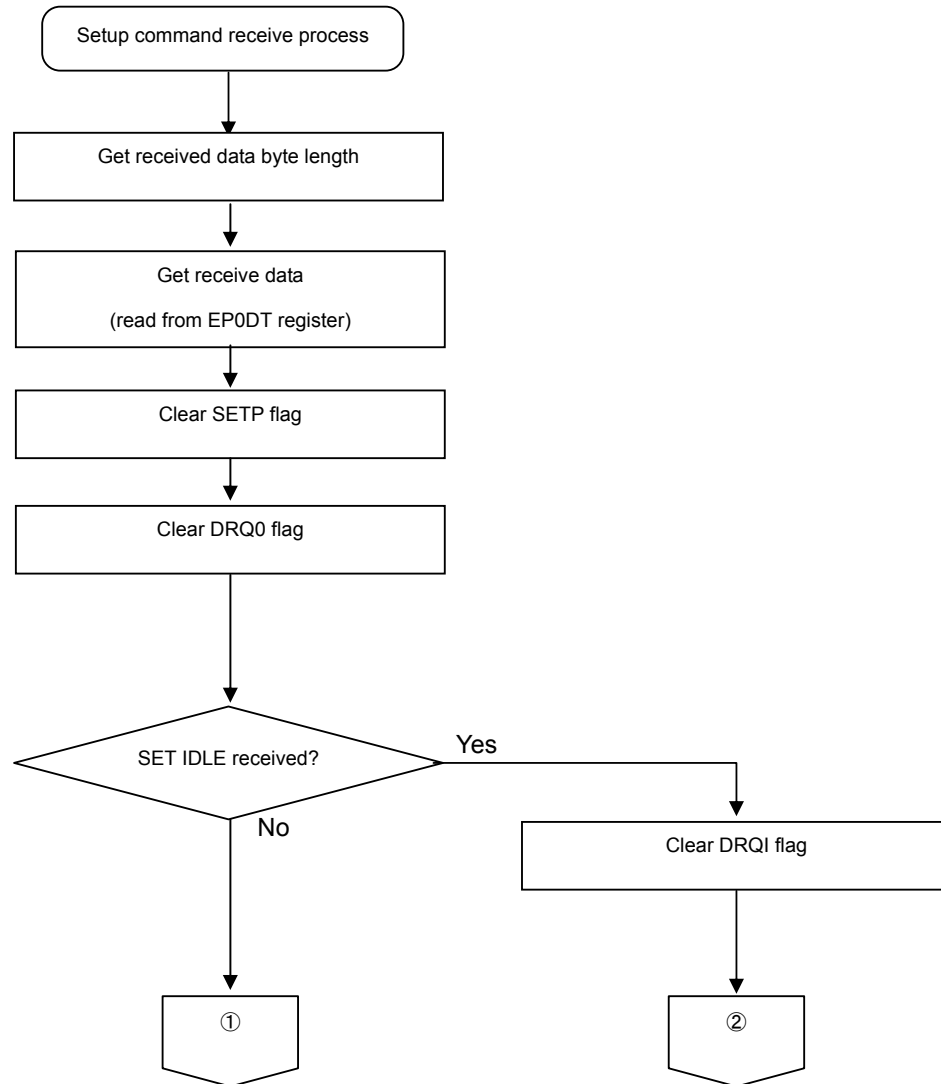 Setup command receive process
Get received data byte length
Get receive data
(read from EP0DT register)
Clear SETP flag
Clear DRQ0 flag
SET IDLE received?
Yes
No
Clear DRQI flag
①
②